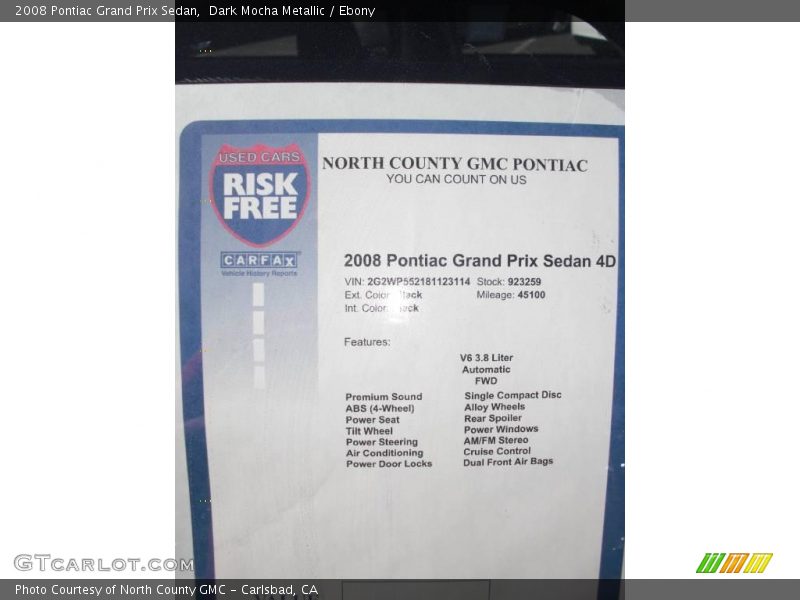 2008 Pontiac Grand Prix Sedan, Dark Mocha Metallic / Ebony
USED CARS
RISK
FREE
CARFAX
Vehicle History Reports
NORTH COUNTY GMC PONTIAC
YOU CAN COUNT ON US
2008 Pontiac Grand Prix Sedan 4D
VIN: 2G2WP552181123114 Stock: 923259
Ext. Color: Black Mileage: 45100
Int. Color: Black
Features:
V6 3.8 Liter
Automatic
FWD
Premium Sound Single Compact Disc
ABS (4-Wheel) Alloy Wheels
Power Seat Rear Spoiler
Tilt Wheel Power Windows
Power Steering AM/FM Stereo
Air Conditioning Cruise Control
Power Door Locks Dual Front Air Bags
GTcarlot.com
Photo Courtesy of North County GMC - Carlsbad, CA